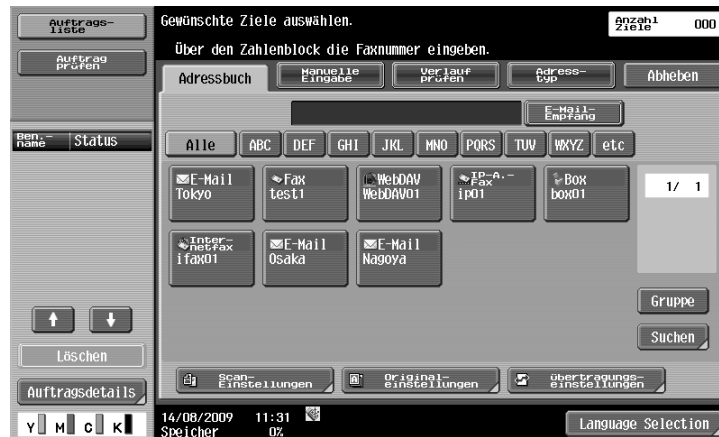 Auftrags-
liste
Auftrag
prüfen
Ben.-
name
Status
Löschen
Auftragsdetails
Y M C K
Gewünschte Ziele auswählen.
Anzahl
Ziele
000
Über den Zahlenblock die Faxnummer eingeben.
Adressbuch
Manuelle
Eingabe
Verlauf
prüfen
Adress-
typ
Abheben
E-Mail-
Empfang
Alle ABC DEF GHI JKL MNO PQRS TUV WXYZ etc
E-Mail
Tokyo
Fax
test1
WebDAV
WebDAV01
IP-A.-
Fax
ip01
Box
box01
1/ 1
Inter-
netfax
ifax01
E-Mail
Osaka
E-Mail
Nagoya
Gruppe
Suchen
Scan-
Einstellungen
Original-
einstellungen
übertragungs-
einstellungen
14/08/2009 11:31
Speicher 0%
Language Selection